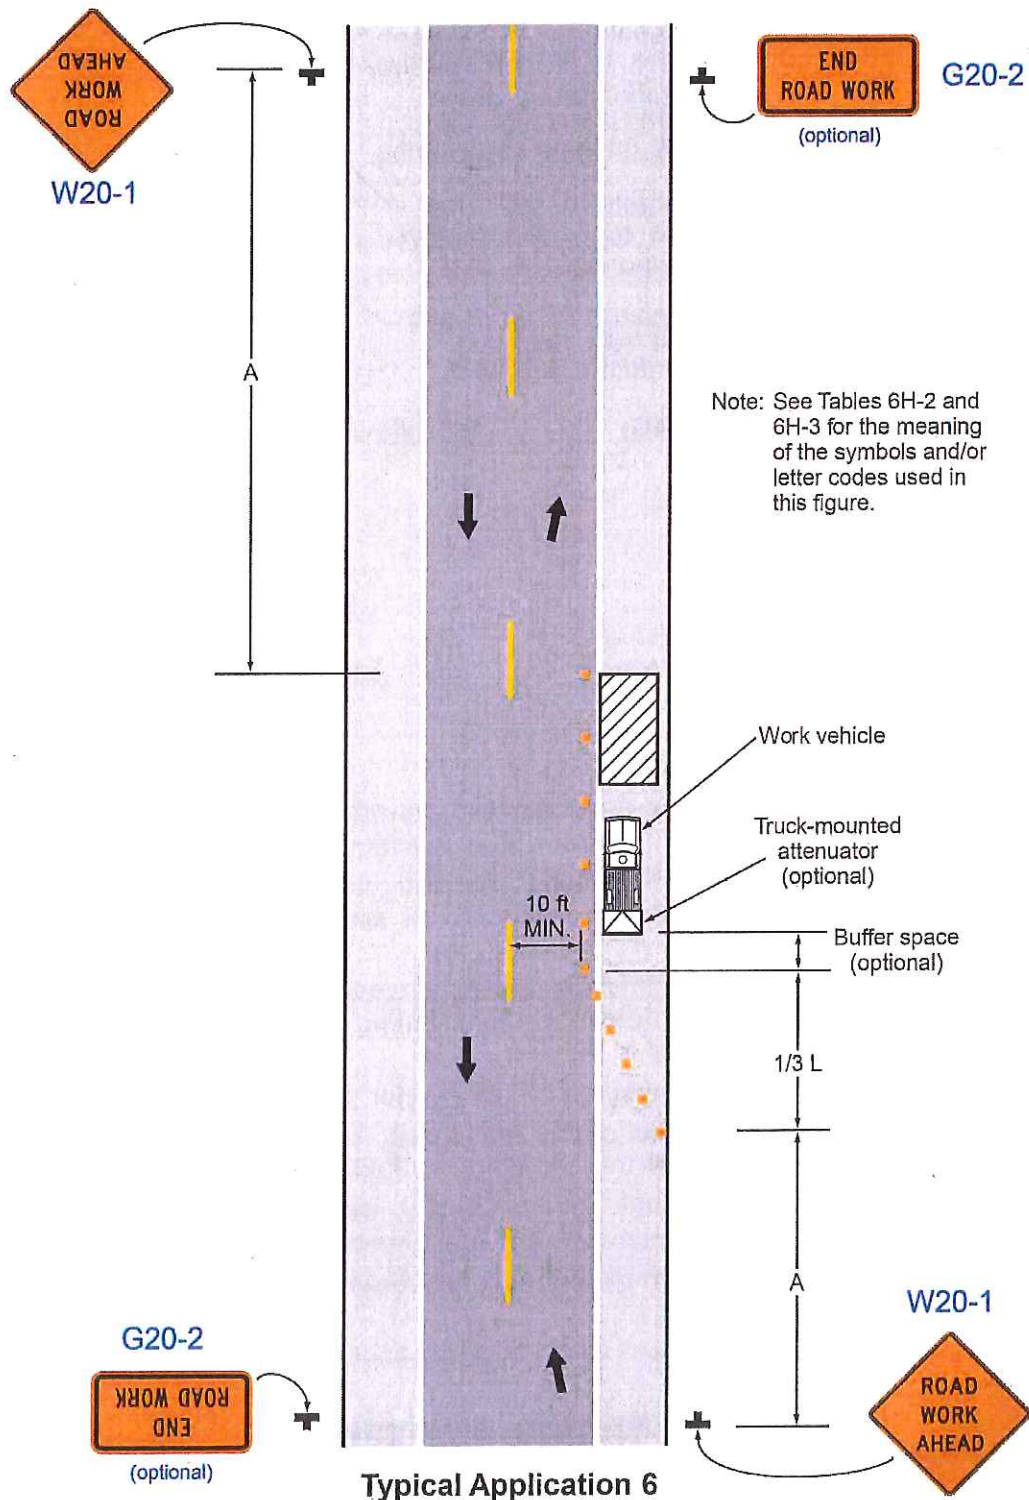 ROAD
WORK
AHEAD
W20-1
END
ROAD WORK
(optional)
G20-2
A
Note: See Tables 6H-2 and
6H-3 for the meaning
of the symbols and/or
letter codes used in
this figure.
Work vehicle
Truck-mounted
attenuator
(optional)
10 ft
MIN.
Buffer space
(optional)
1/3 L
A
W20-1
ROAD
WORK
AHEAD
G20-2
END
ROAD WORK
(optional)
Typical Application 6